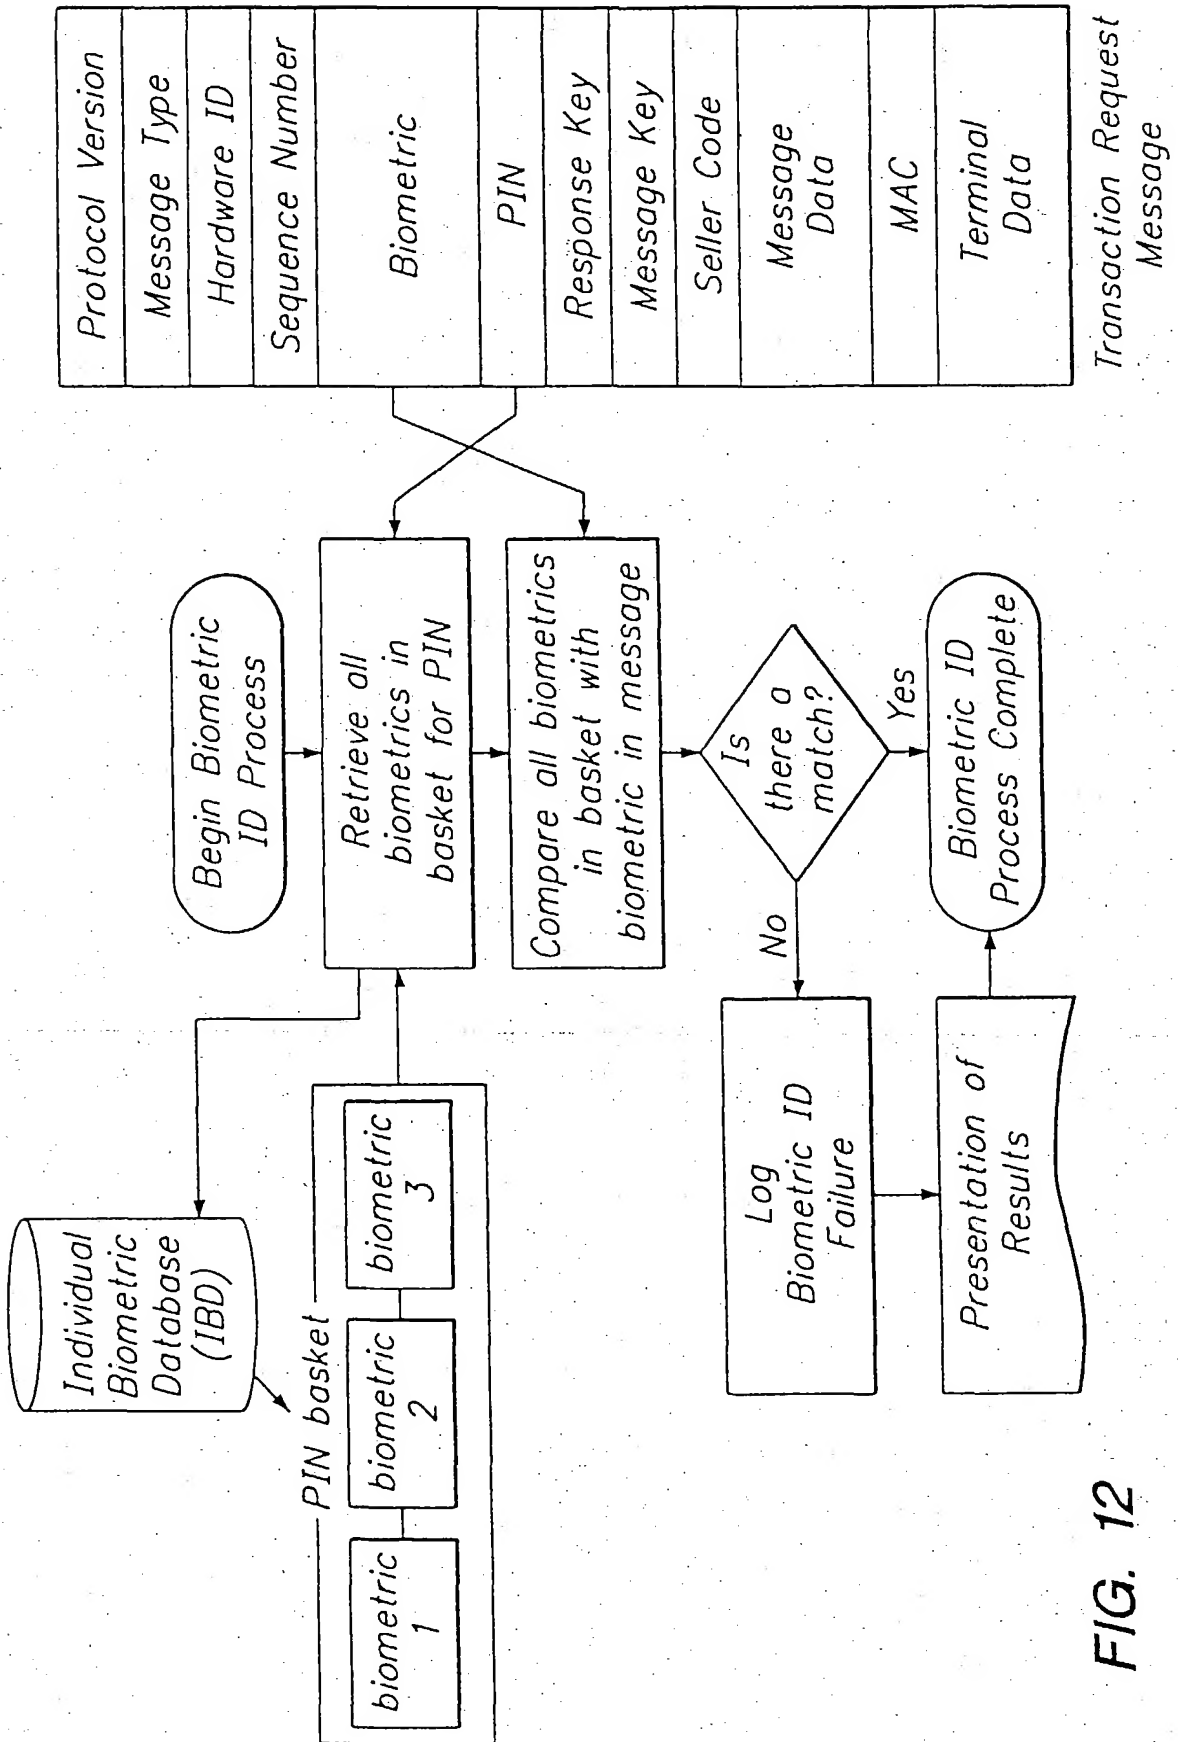 Individual
Biometric
Database
(IBD)
PIN basket
biometric
1
biometric
2
biometric
3
Begin Biometric
ID Process
Retrieve all
biometrics in
basket for PIN
Compare all biometrics
in basket with
biometric in message
Is
there a
match?
No
Yes
Log
Biometric ID
Failure
Presentation of
Results
Biometric ID
Process Complete
Protocol Version
Message Type
Hardware ID
Sequence Number
Biometric
PIN
Response Key
Message Key
Seller Code
Message
Data
MAC
Terminal
Data
Transaction Request
Message
FIG. 12